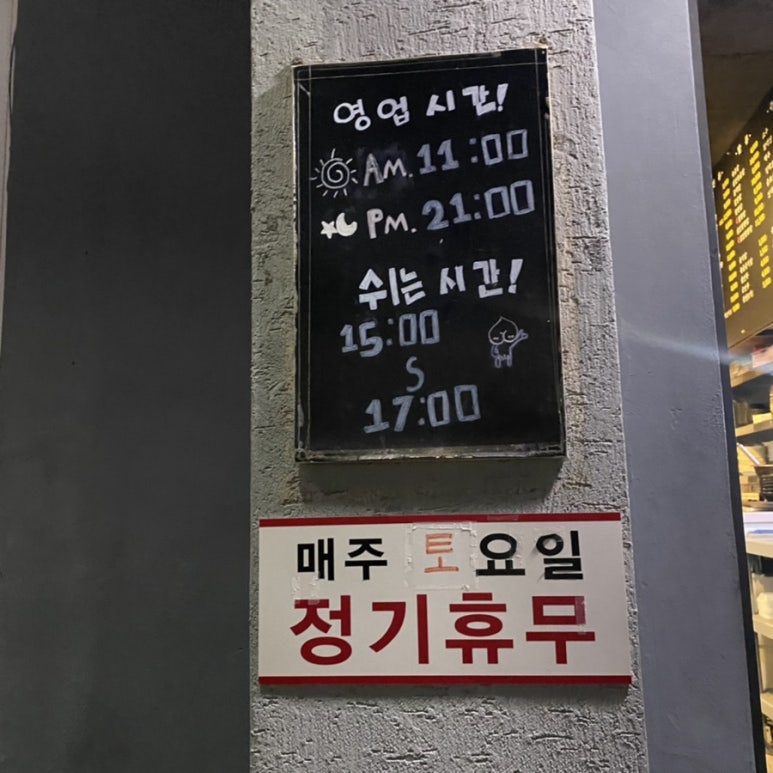 영업 시간!
AM. 11:00
PM. 21:00
쉬는 시간!
15:00
S
17:00
매주 토요일
정기휴무